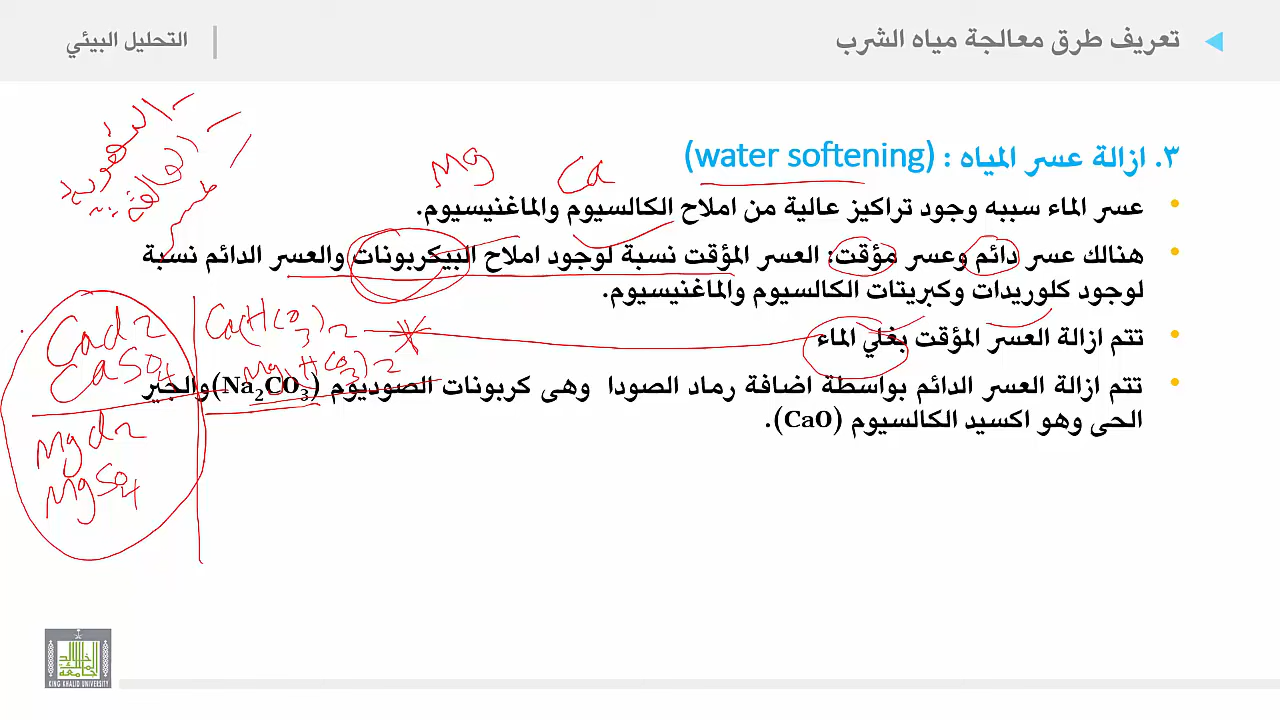 تعريف طرق معالجة مياه الشرب
التحليل البيئي
التهوية
الفالقة
عسر
Mg Ca
٣. ازالة عسر المياه : (water softening)
عسر الماء سببه وجود تراكيز عالية من املاح الكالسيوم والماغنيسيوم.
هنالك عسر دائم وعسر مؤقت: العسر المؤقت نسبة لوجود املاح البيكربونات والعسر الدائم نسبة
لوجود كلوريدات وكبريتات الكالسيوم والماغنيسيوم.
تتم ازالة العسر المؤقت بغلي الماء
تتم ازالة العسر الدائم بواسطة اضافة رماد الصودا وهى كربونات الصوديوم (Na₂CO₃) والجير
الحى وهو اكسيد الكالسيوم (CaO).
Ca(HCO₃)₂
Mg(HCO₃)₂
CaCl2
CaSO4
MgCl2
MgSO4
KING KHALID UNIVERSITY